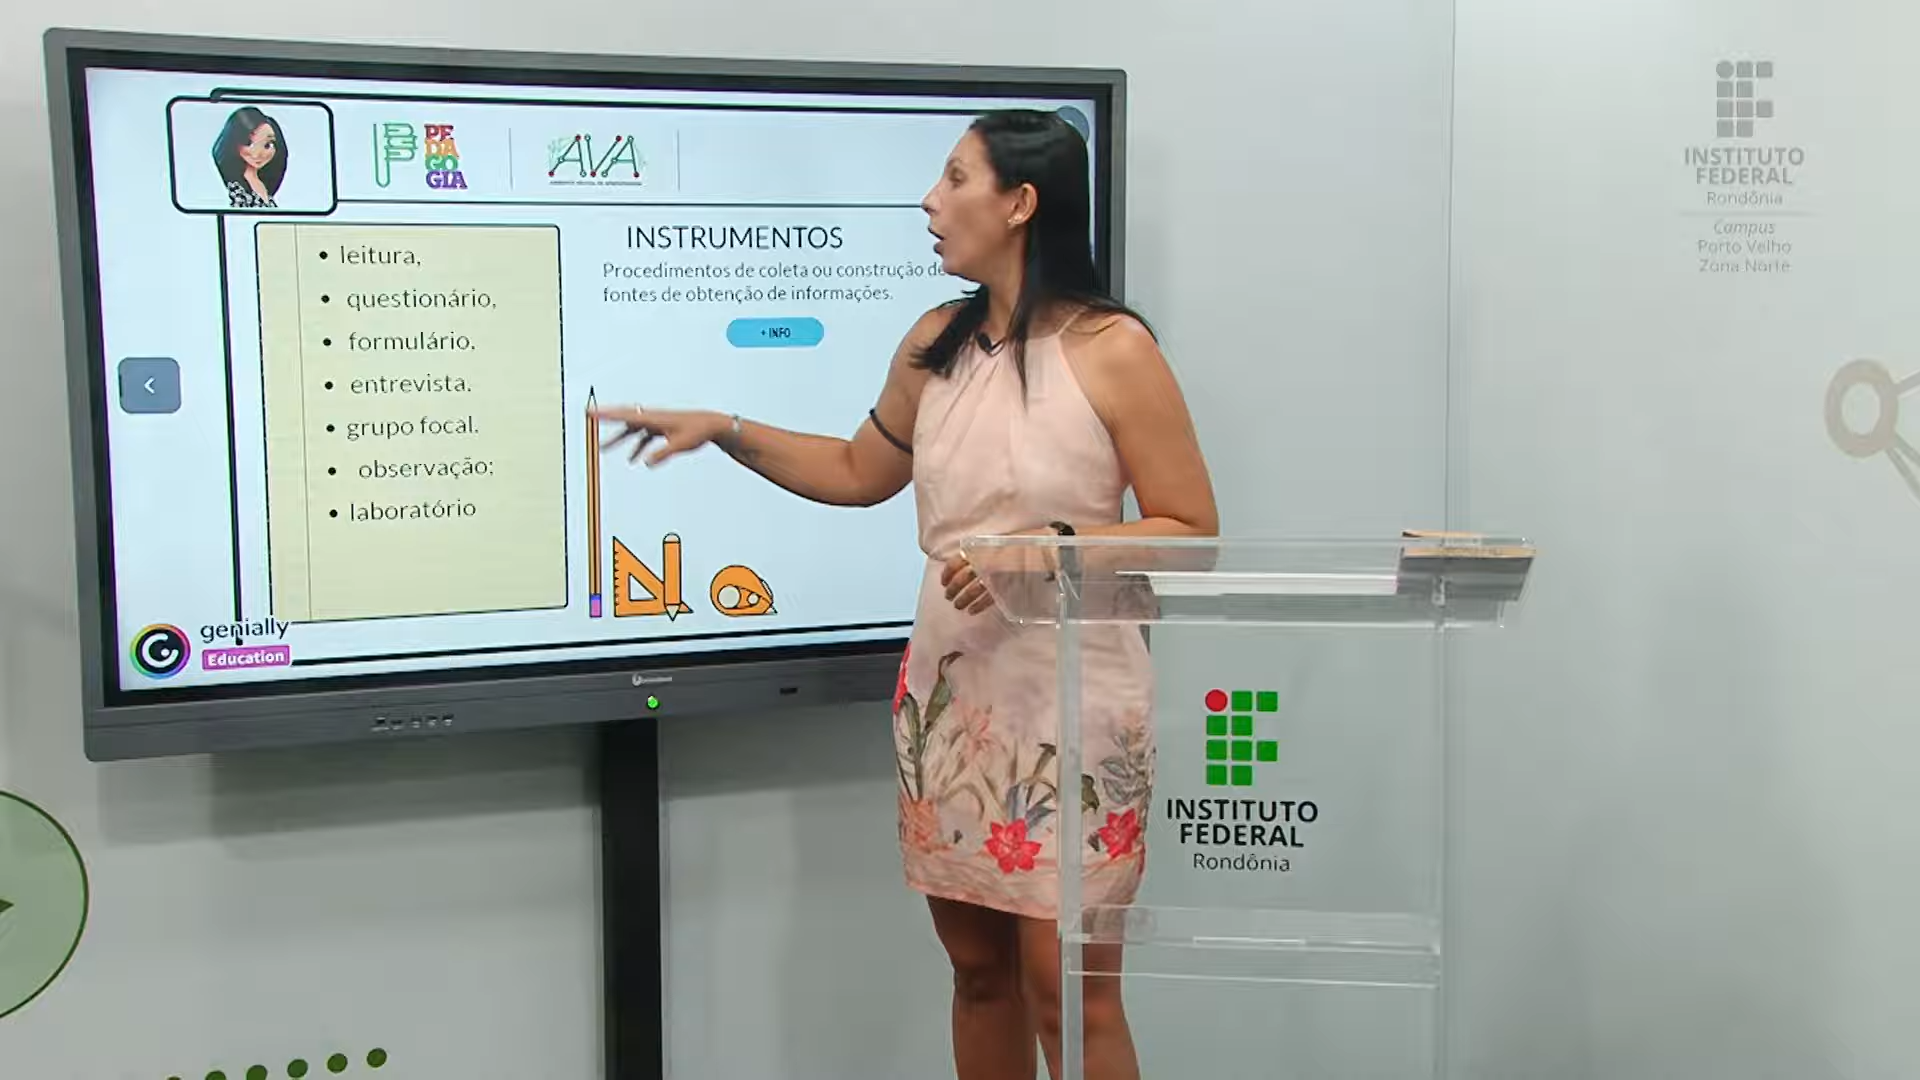 PE
DA
GO
GIA
AVA
• leitura,
• questionário,
• formulário,
• entrevista,
• grupo focal,
• observação;
• laboratório
INSTRUMENTOS
Procedimentos de coleta ou construção de
fontes de obtenção de informações.
+ INFO
genially
Education
INSTITUTO
FEDERAL
Rondônia
Campus
Porto Velho
Zona Norte
INSTITUTO
FEDERAL
Rondônia